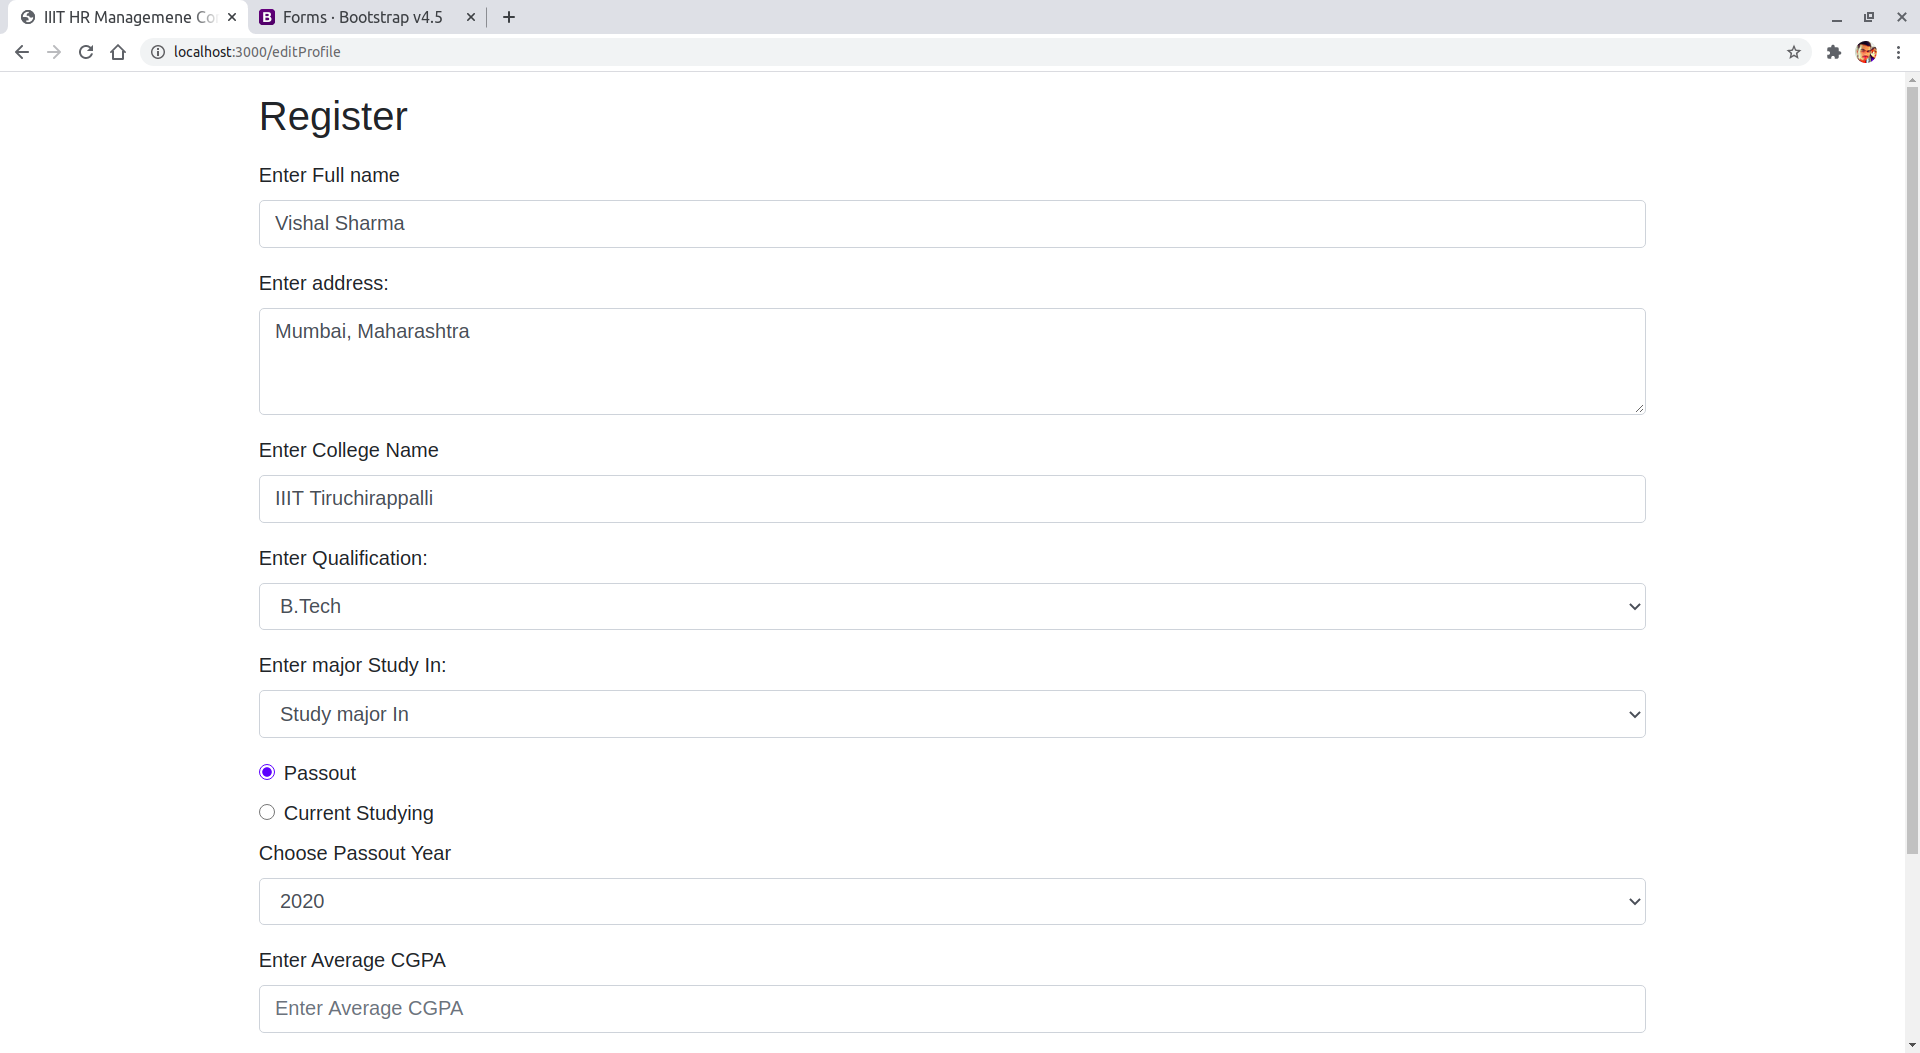 IIIT HR Managemene Co
Forms · Bootstrap v4.5
localhost:3000/editProfile
Register
Enter Full name
Vishal Sharma
Enter address:
Mumbai, Maharashtra
Enter College Name
IIIT Tiruchirappalli
Enter Qualification:
B.Tech
Enter major Study In:
Study major In
Passout
Current Studying
Choose Passout Year
2020
Enter Average CGPA
Enter Average CGPA